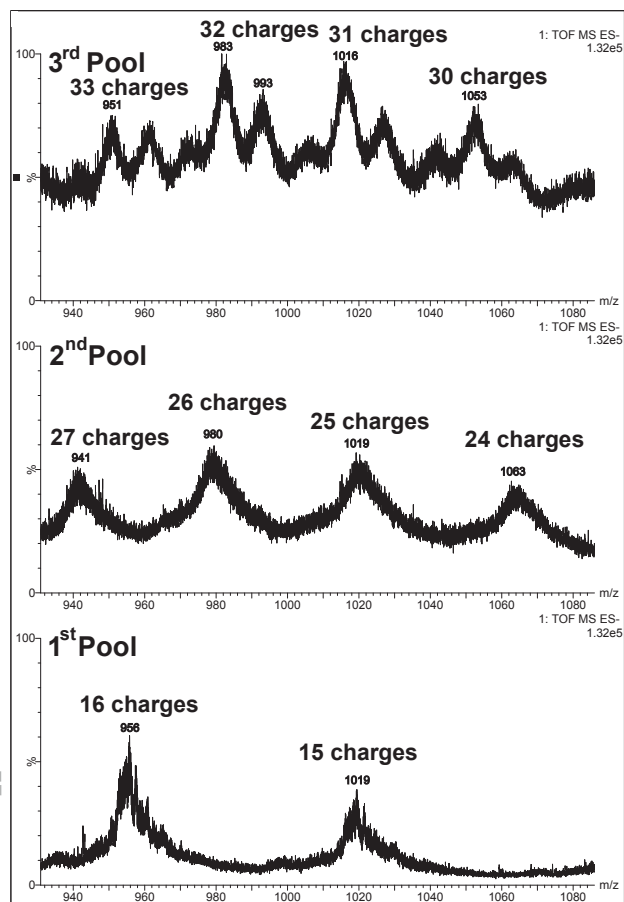 1: TOF MS ES-
1.32e5
3rd Pool
32 charges
31 charges
33 charges
30 charges
100
%
0
951
983
993
1016
1053
940 960 980 1000 1020 1040 1060 1080 m/z
1: TOF MS ES-
1.32e5
2nd Pool
26 charges
27 charges
25 charges
24 charges
100
%
0
941
980
1019
1063
940 960 980 1000 1020 1040 1060 1080 m/z
1: TOF MS ES-
1.32e5
1st Pool
16 charges
15 charges
100
%
0
956
1019
940 960 980 1000 1020 1040 1060 1080 m/z